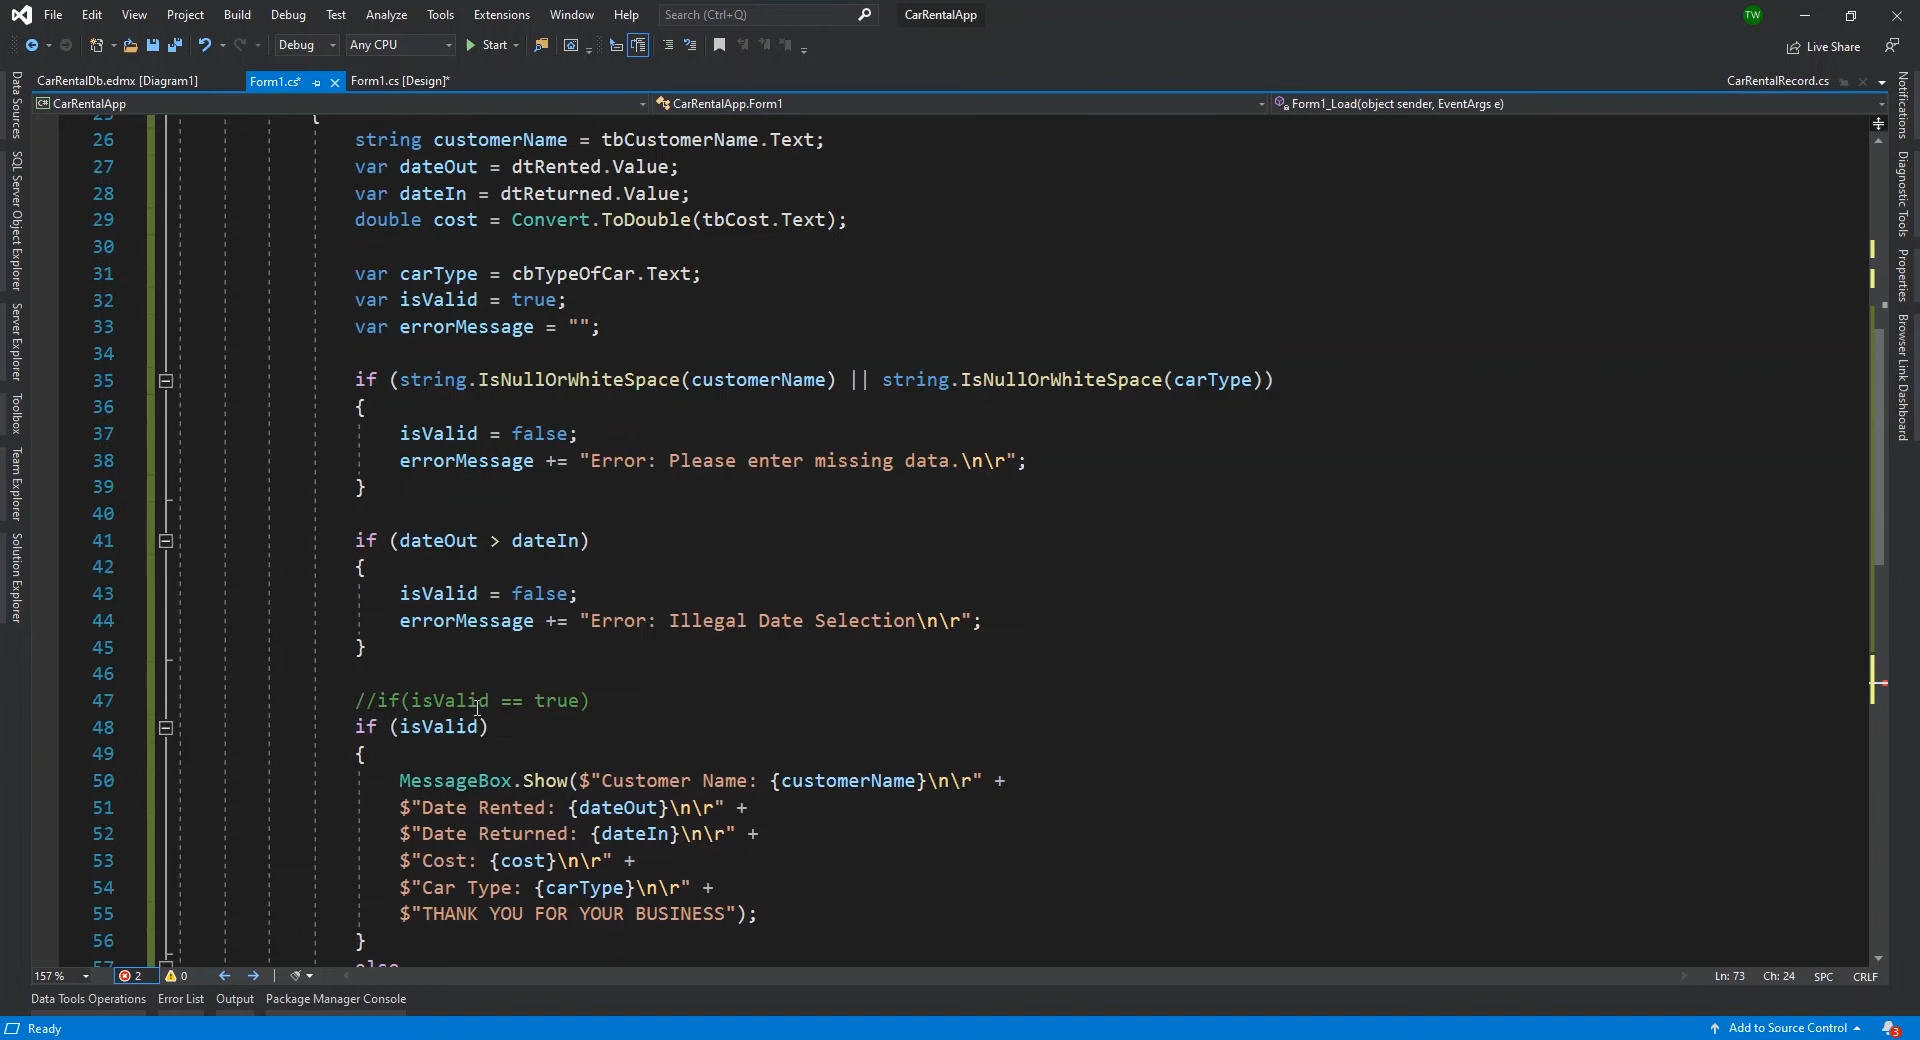 File Edit View Project Build Debug Test Analyze Tools Extensions Window Help Search (Ctrl+Q) CarRentalApp TW
Debug Any CPU Start Live Share
CarRentalDb.edmx [Diagram1] Form1.cs* Form1.cs [Design]* CarRentalRecord.cs
C# CarRentalApp CarRentalApp.Form1 Form1_Load(object sender, EventArgs e)
Data Sources
SQL Server Object Explorer
Server Explorer
Toolbox
Team Explorer
Solution Explorer
25 {
26 string customerName = tbCustomerName.Text;
27 var dateOut = dtRented.Value;
28 var dateIn = dtReturned.Value;
29 double cost = Convert.ToDouble(tbCost.Text);
30
31 var carType = cbTypeOfCar.Text;
32 var isValid = true;
33 var errorMessage = "";
34
35 if (string.IsNullOrWhiteSpace(customerName) || string.IsNullOrWhiteSpace(carType))
36 {
37 isValid = false;
38 errorMessage += "Error: Please enter missing data.\n\r";
39 }
40
41 if (dateOut > dateIn)
42 {
43 isValid = false;
44 errorMessage += "Error: Illegal Date Selection\n\r";
45 }
46
47 //if(isValid == true)
48 if (isValid)
49 {
50 MessageBox.Show($"Customer Name: {customerName}\n\r" +
51 $"Date Rented: {dateOut}\n\r" +
52 $"Date Returned: {dateIn}\n\r" +
53 $"Cost: {cost}\n\r" +
54 $"Car Type: {carType}\n\r" +
55 $"THANK YOU FOR YOUR BUSINESS");
56 }
57 else
Notifications
Diagnostic Tools
Properties
Browser Link Dashboard
157 % 2 0 Ln: 73 Ch: 24 SPC CRLF
Data Tools Operations Error List Output Package Manager Console
Ready Add to Source Control 3